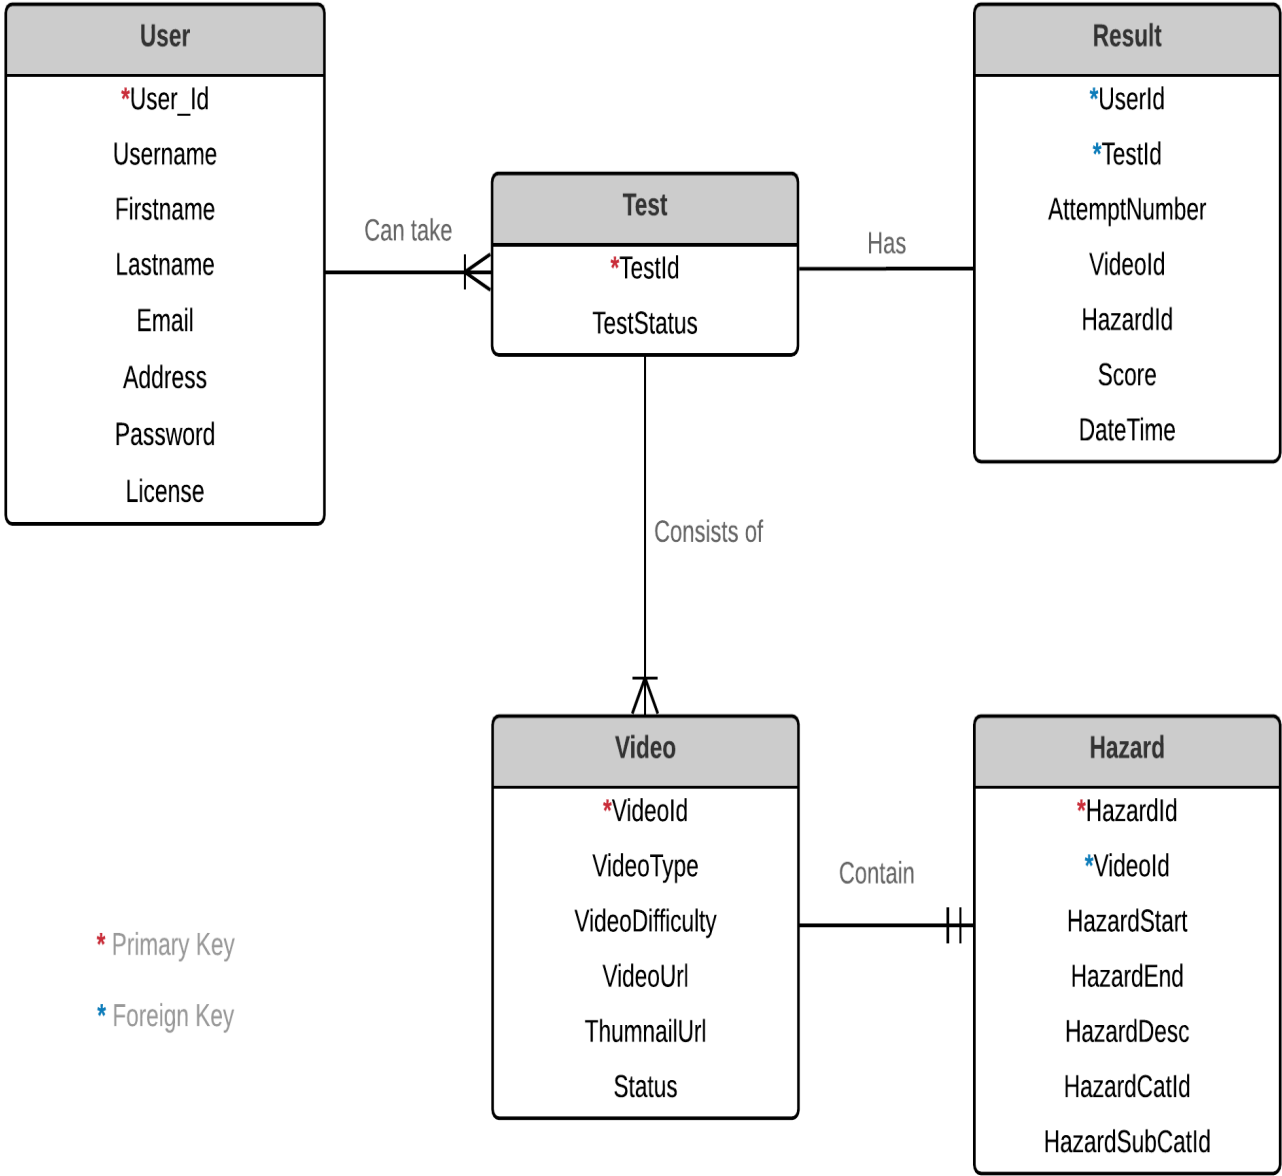 User
*User_Id
Username
Firstname
Lastname
Email
Address
Password
License
Can take
Test
*TestId
TestStatus
Has
Result
*UserId
*TestId
AttemptNumber
VideoId
HazardId
Score
DateTime
Consists of
Video
*VideoId
VideoType
VideoDifficulty
VideoUrl
ThumnailUrl
Status
Contain
Hazard
*HazardId
*VideoId
HazardStart
HazardEnd
HazardDesc
HazardCatId
HazardSubCatId
* Primary Key
* Foreign Key